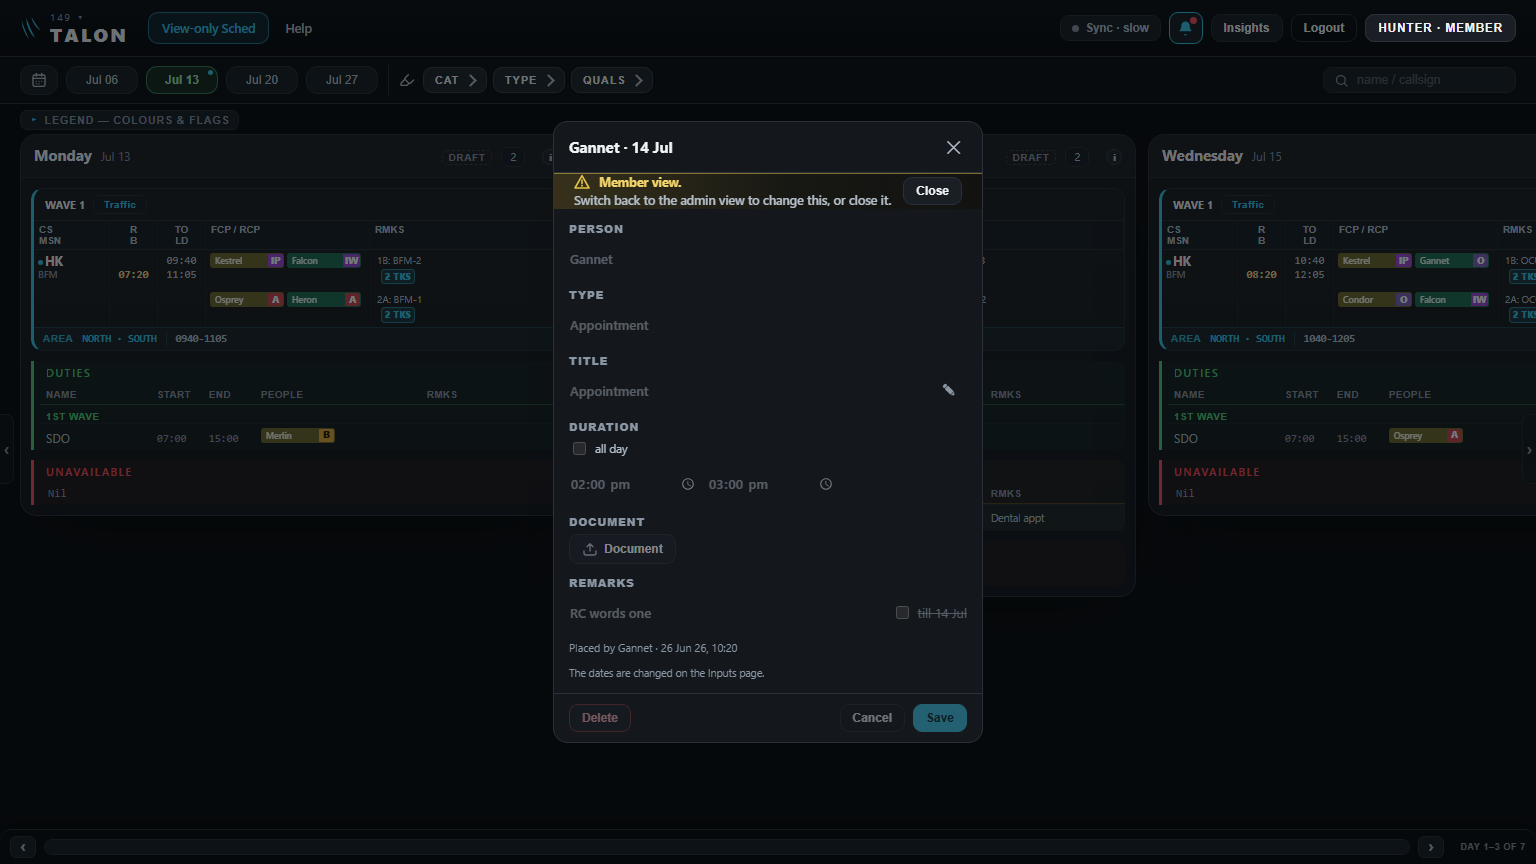 149
TALON
View-only Sched
Help
Sync · slow
Insights
Logout
HUNTER · MEMBER
Jul 06
Jul 13
Jul 20
Jul 27
CAT
TYPE
QUALS
name / callsign
LEGEND — COLOURS & FLAGS
Monday Jul 13
DRAFT 2 i
WAVE 1 Traffic
CS R TO FCP / RCP RMKS
MSN B LD
HK 09:40 Kestrel IP Falcon IW 1B: BFM-2
BFM 07:20 11:05 2 TKS
Osprey A Heron A 2A: BFM-1
2 TKS
AREA NORTH · SOUTH 0940-1105
DUTIES
NAME START END PEOPLE RMKS
1ST WAVE
SDO 07:00 15:00 Merlin B
UNAVAILABLE
Nil
Gannet · 14 Jul
Member view.
Switch back to the admin view to change this, or close it.
Close
PERSON
Gannet
TYPE
Appointment
TITLE
Appointment
DURATION
all day
02:00 pm 03:00 pm
DOCUMENT
Document
REMARKS
RC words one
till 14 Jul
Placed by Gannet · 26 Jun 26, 10:20
The dates are changed on the Inputs page.
Delete
Cancel
Save
DRAFT 2 i
RMKS
RMKS
Dental appt
Wednesday Jul 15
WAVE 1 Traffic
CS R TO FCP / RCP RMKS
MSN B LD
HK 10:40 Kestrel IP Gannet O
BFM 08:20 12:05
Condor O Falcon IW
AREA NORTH · SOUTH 1040-1205
DUTIES
NAME START END PEOPLE
1ST WAVE
SDO 07:00 15:00 Osprey A
UNAVAILABLE
Nil
DAY 1–3 OF 7